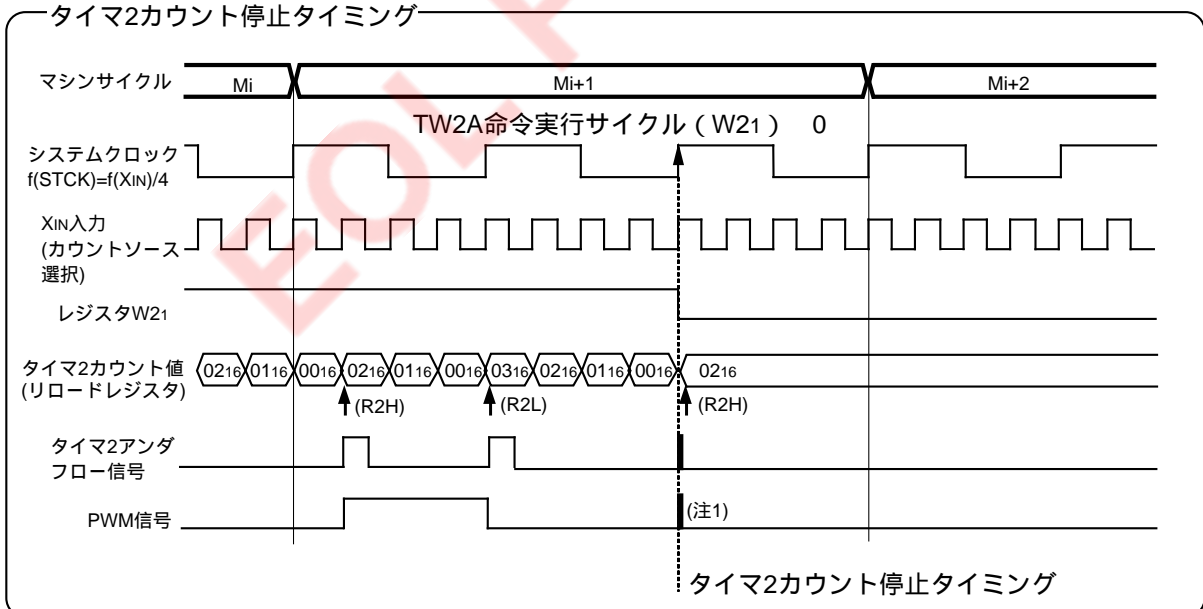 タイマ2カウント停止タイミング
マシンサイクル Mi Mi+1 Mi+2
TW2A命令実行サイクル(W21) 0
システムクロック
f(STCK)=f(XIN)/4
XIN入力
(カウントソース
選択)
レジスタW21
タイマ2カウント値
(リロードレジスタ)
0216 0116 0016 0216 0116 0016 0316 0216 0116 0016 0216
(R2H) (R2L) (R2H)
タイマ2アンダ
フロー信号
PWM信号
(注1)
タイマ2カウント停止タイミング
EOL P